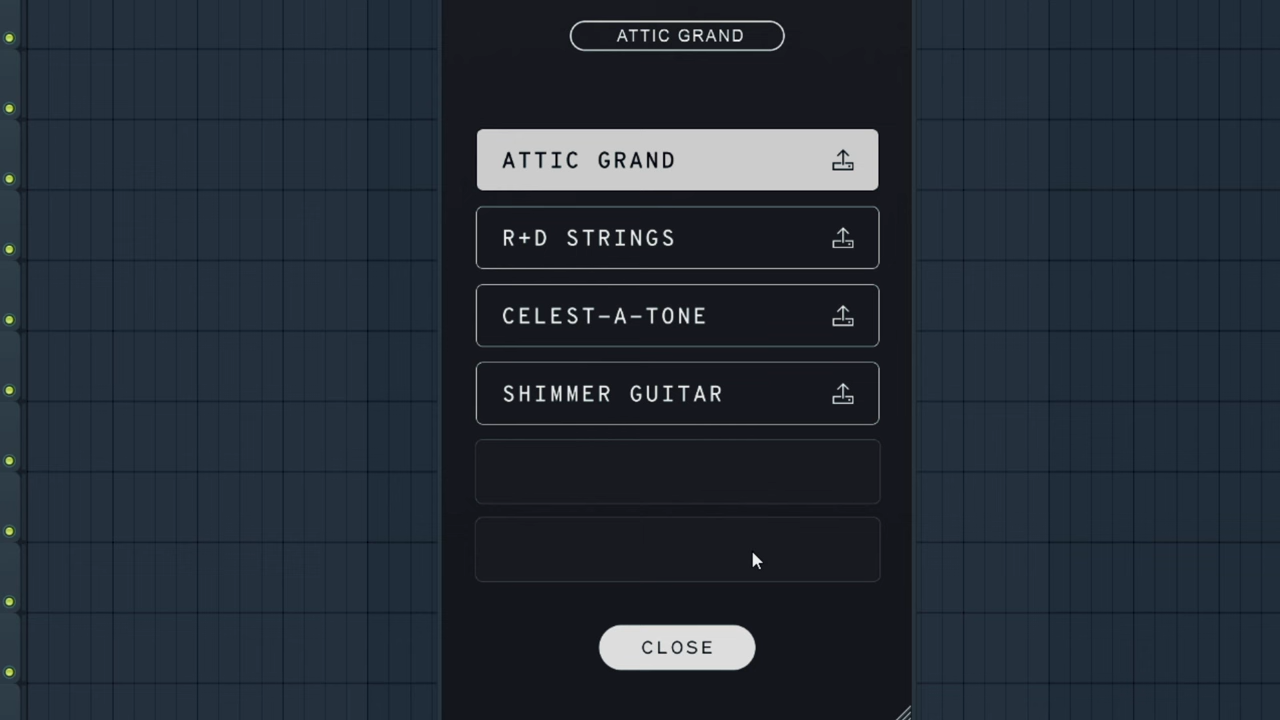 ATTIC GRAND
ATTIC GRAND
R+D STRINGS
CELEST-A-TONE
SHIMMER GUITAR
CLOSE